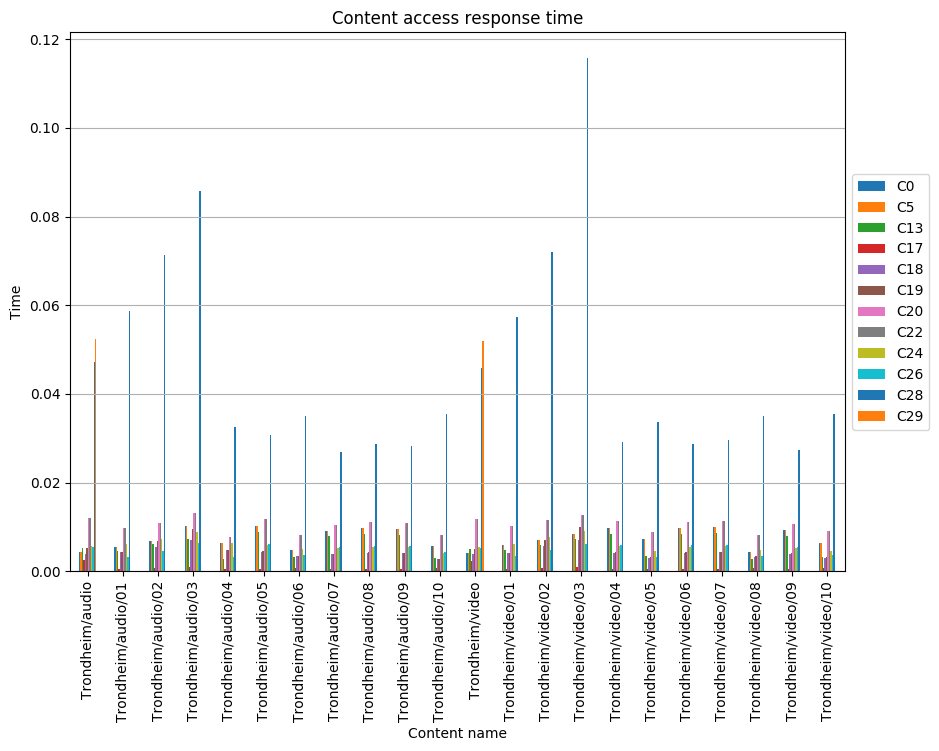 Content access response time
0.12
0.10
0.08
0.06
0.04
0.02
0.00
Time
C0
C5
C13
C17
C18
C19
C20
C22
C24
C26
C28
C29
Trondheim/audio
Trondheim/audio/01
Trondheim/audio/02
Trondheim/audio/03
Trondheim/audio/04
Trondheim/audio/05
Trondheim/audio/06
Trondheim/audio/07
Trondheim/audio/08
Trondheim/audio/09
Trondheim/audio/10
Trondheim/video
Trondheim/video/01
Trondheim/video/02
Trondheim/video/03
Trondheim/video/04
Trondheim/video/05
Trondheim/video/06
Trondheim/video/07
Trondheim/video/08
Trondheim/video/09
Trondheim/video/10
Content name